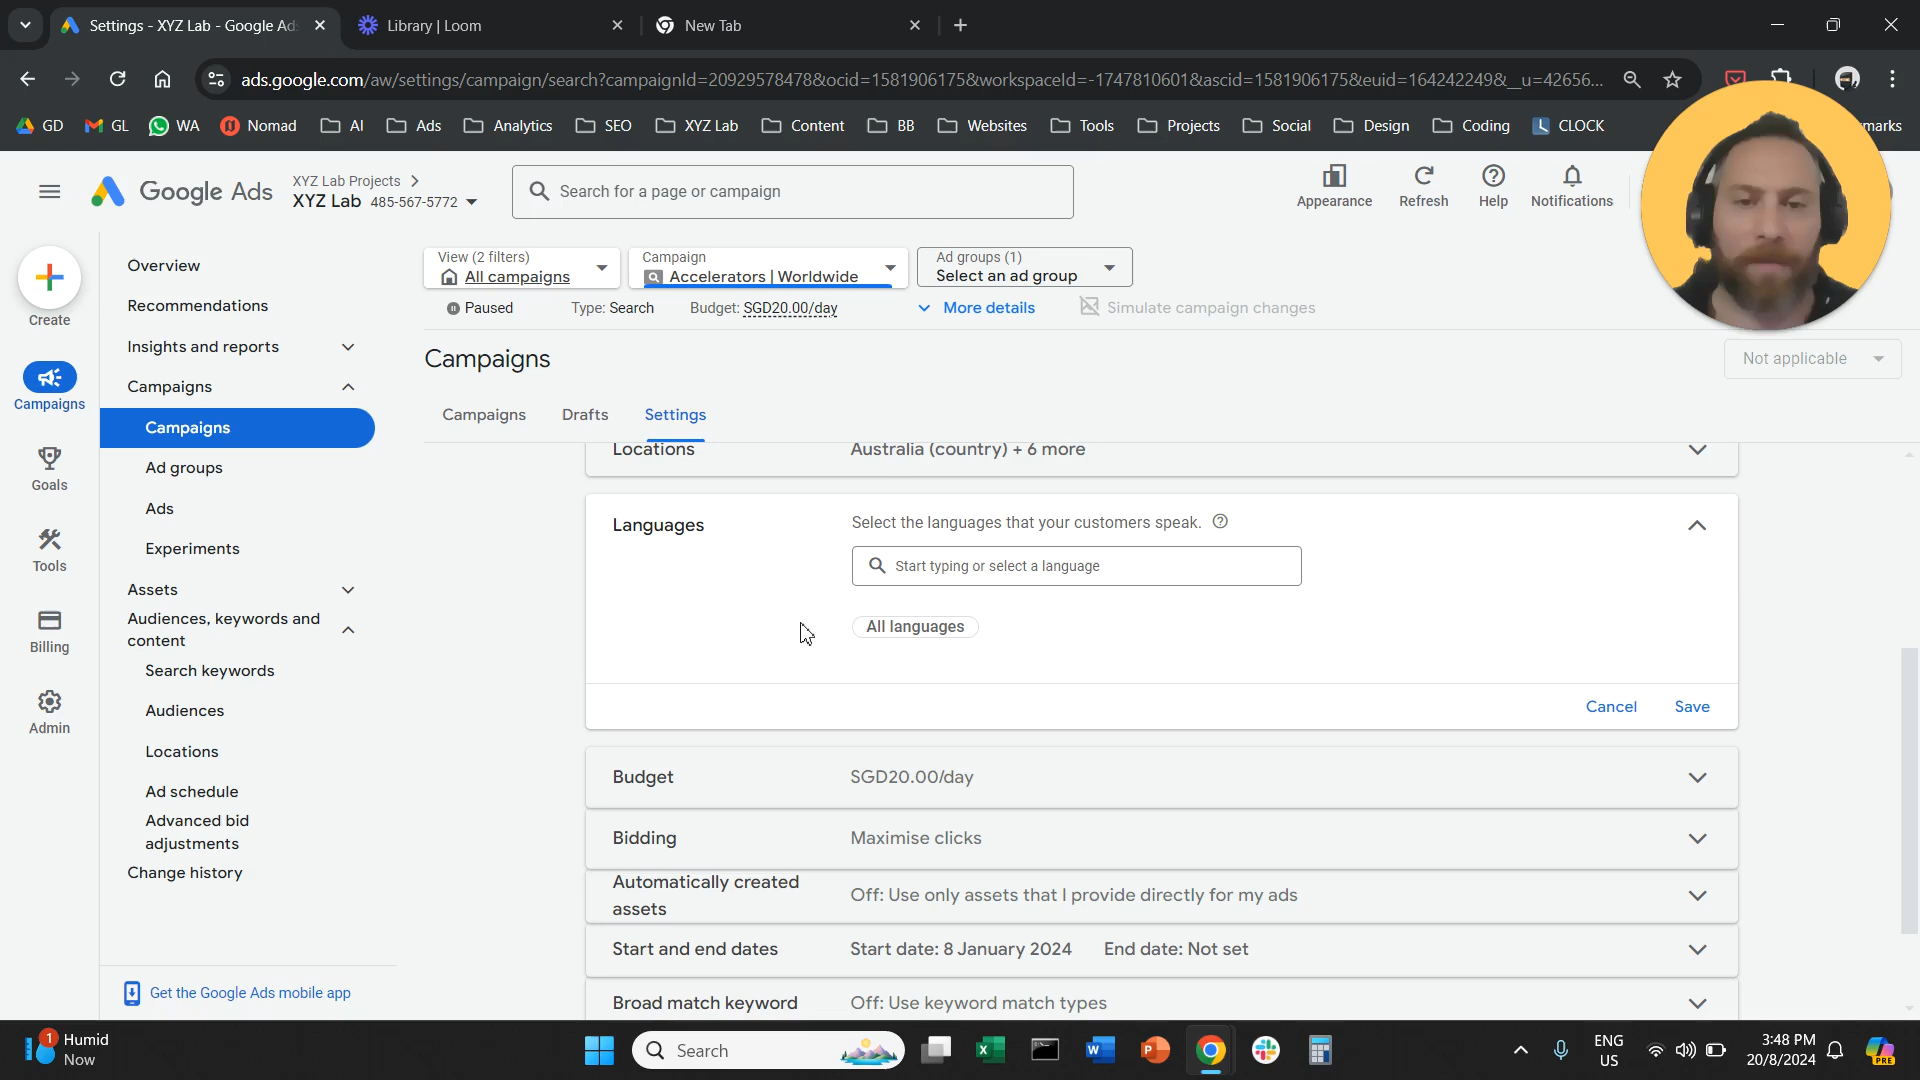 Settings - XYZ Lab - Google Ads
Library | Loom
New Tab
ads.google.com/aw/settings/campaign/search?campaignId=20929578478&ocid=1581906175&workspaceId=-1747810601&ascid=1581906175&euid=164242249&__u=42656...
GD
GL
WA
Nomad
AI
Ads
Analytics
SEO
XYZ Lab
Content
BB
Websites
Tools
Projects
Social
Design
Coding
CLOCK
Google Ads
XYZ Lab Projects
XYZ Lab 485-567-5772
Search for a page or campaign
Appearance
Refresh
Help
Notifications
Create
Campaigns
Goals
Tools
Billing
Admin
Overview
Recommendations
Insights and reports
Campaigns
Campaigns
Ad groups
Ads
Experiments
Assets
Audiences, keywords and
content
Search keywords
Audiences
Locations
Ad schedule
Advanced bid
adjustments
Change history
Get the Google Ads mobile app
View (2 filters)
All campaigns
Campaign
Accelerators | Worldwide
Ad groups (1)
Select an ad group
Paused
Type: Search
Budget: SGD20.00/day
More details
Simulate campaign changes
Campaigns
Not applicable
Campaigns
Drafts
Settings
Locations
Australia (country) + 6 more
Languages
Select the languages that your customers speak.
Start typing or select a language
All languages
Cancel
Save
Budget
SGD20.00/day
Bidding
Maximise clicks
Automatically created
assets
Off: Use only assets that I provide directly for my ads
Start and end dates
Start date: 8 January 2024
End date: Not set
Broad match keyword
Off: Use keyword match types
1
Humid
Now
Search
ENG
US
3:48 PM
20/8/2024
PRE